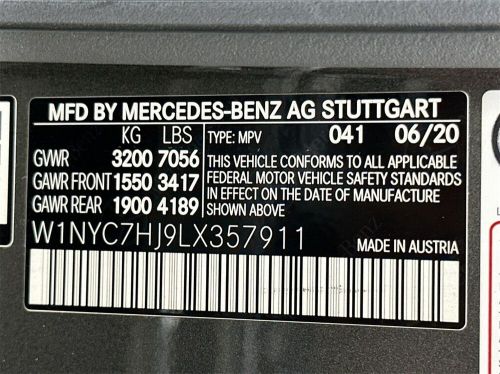 MFD BY MERCEDES-BENZ AG STUTTGART
KG LBS TYPE: MPV 041 06/20
GVWR 3200 7056
GAWR FRONT 1550 3417
GAWR REAR 1900 4189
THIS VEHICLE CONFORMS TO ALL APPLICABLE
FEDERAL MOTOR VEHICLE SAFETY STANDARDS
IN EFFECT ON THE DATE OF MANUFACTURE
SHOWN ABOVE.
W1NYC7HJ9LX357911
MADE IN AUSTRIA